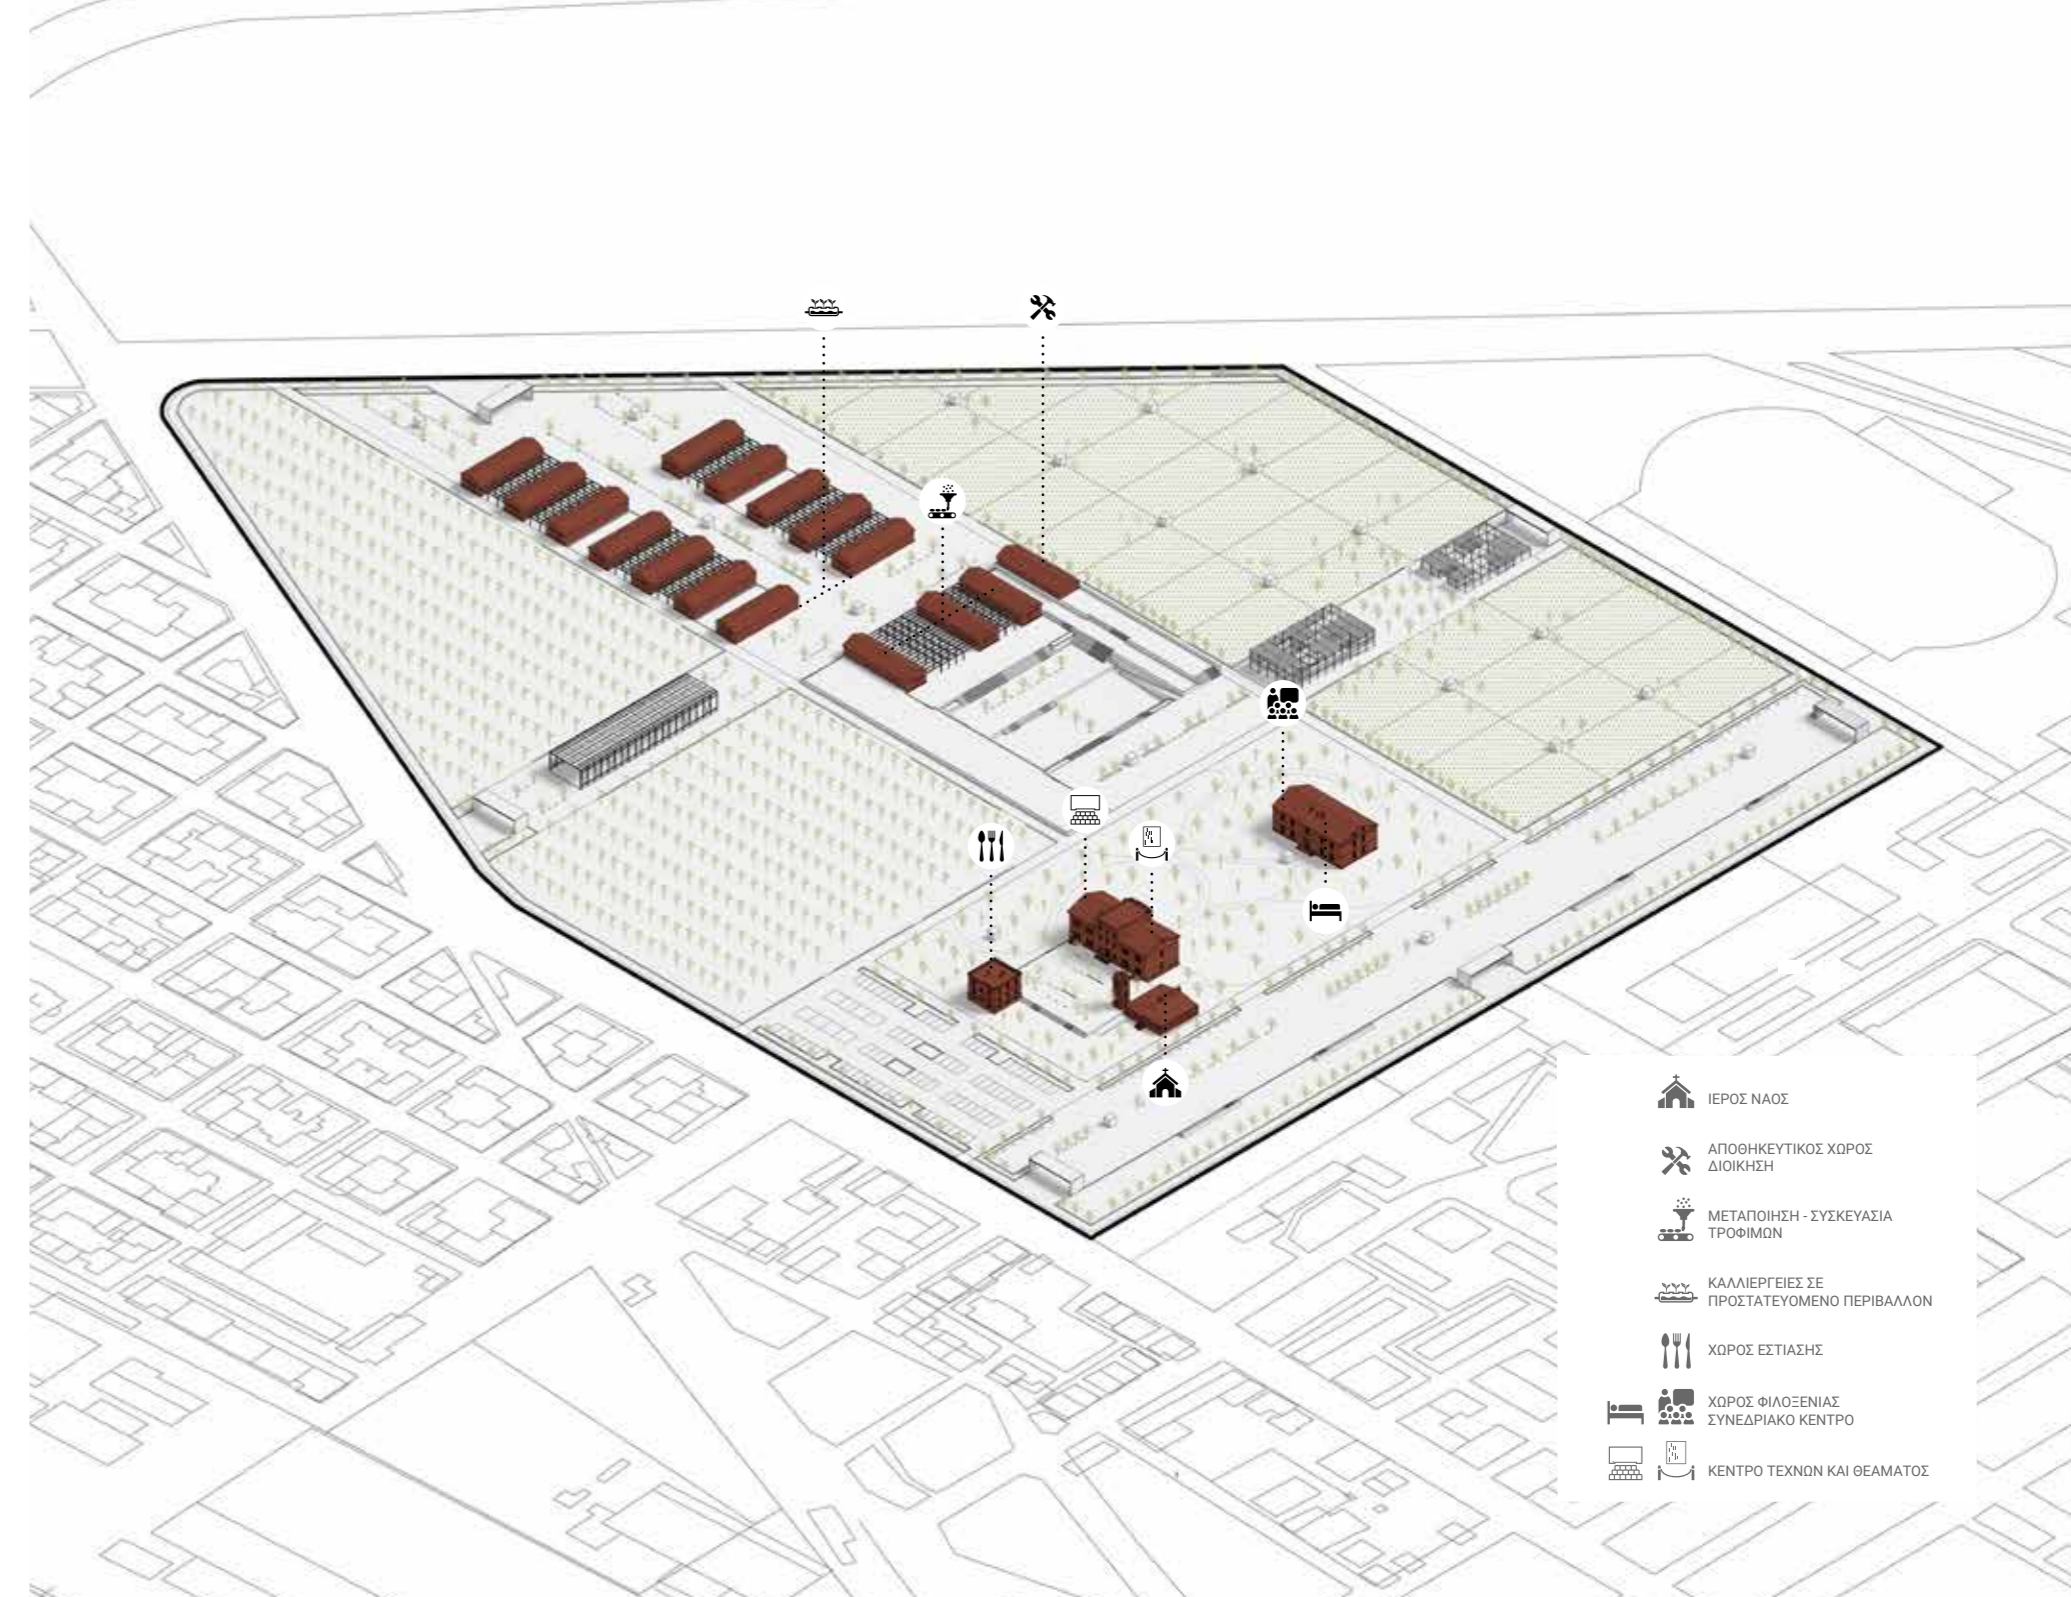 ΙΕΡΟΣ ΝΑΟΣ
ΑΠΟΘΗΚΕΥΤΙΚΟΣ ΧΩΡΟΣ
ΔΙΟΙΚΗΣΗ
ΜΕΤΑΠΟΙΗΣΗ - ΣΥΣΚΕΥΑΣΙΑ
ΤΡΟΦΙΜΩΝ
ΚΑΛΛΙΕΡΓΕΙΕΣ ΣΕ
ΠΡΟΣΤΑΤΕΥΟΜΕΝΟ ΠΕΡΙΒΑΛΛΟΝ
ΧΩΡΟΣ ΕΣΤΙΑΣΗΣ
ΧΩΡΟΣ ΦΙΛΟΞΕΝΙΑΣ
ΣΥΝΕΔΡΙΑΚΟ ΚΕΝΤΡΟ
ΚΕΝΤΡΟ ΤΕΧΝΩΝ ΚΑΙ ΘΕΑΜΑΤΟΣ